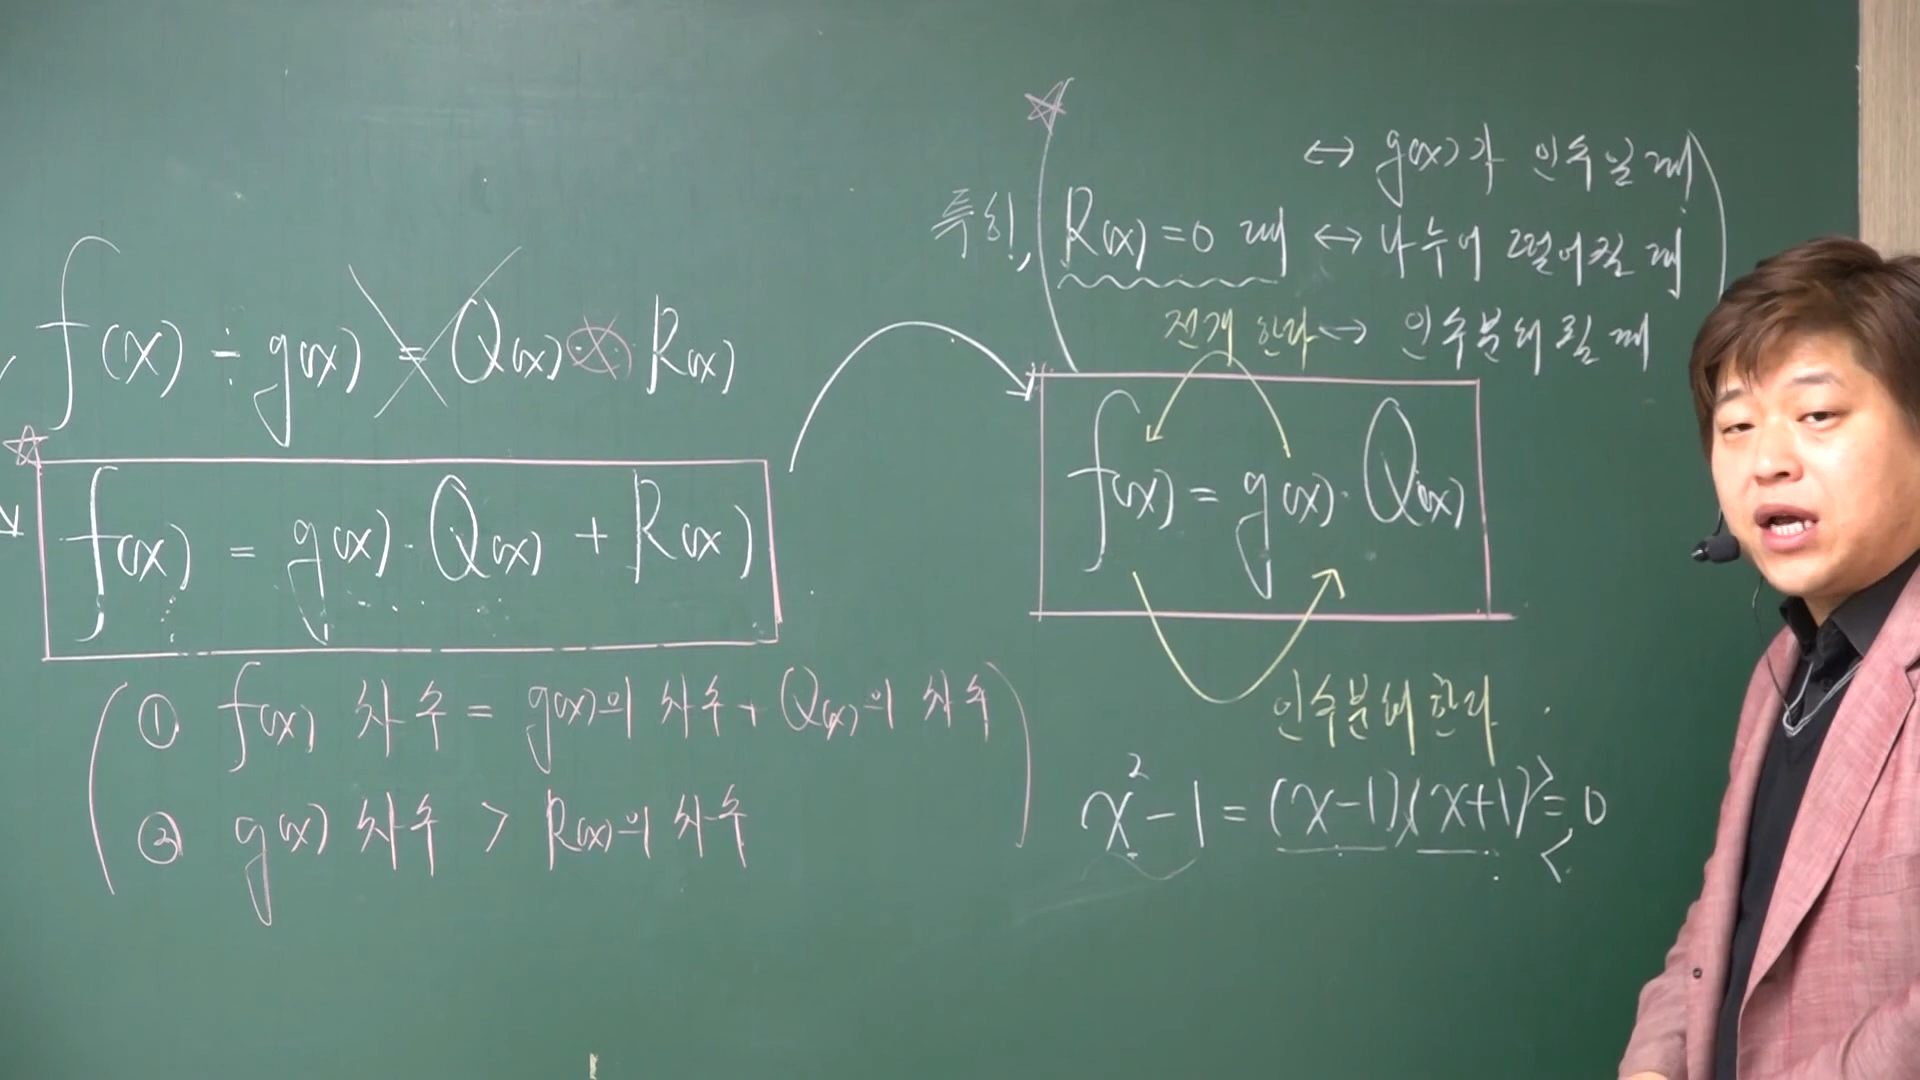 f(x) ÷ g(x) = Q(x) ⋯ R(x)
f(x) = g(x)·Q(x) + R(x)
① f(x) 차수 = g(x)의 차수 + Q(x)의 차수
② g(x) 차수 > R(x)의 차수
↔ g(x)가 인수일 때
특히, R(x)=0 때 ↔ 나누어 떨어질 때
전개 한다 ↔ 인수분해 될 때
f(x) = g(x)·Q(x)
인수분해 한다.
x²-1 = (x-1)(x+1) = 0
>
<